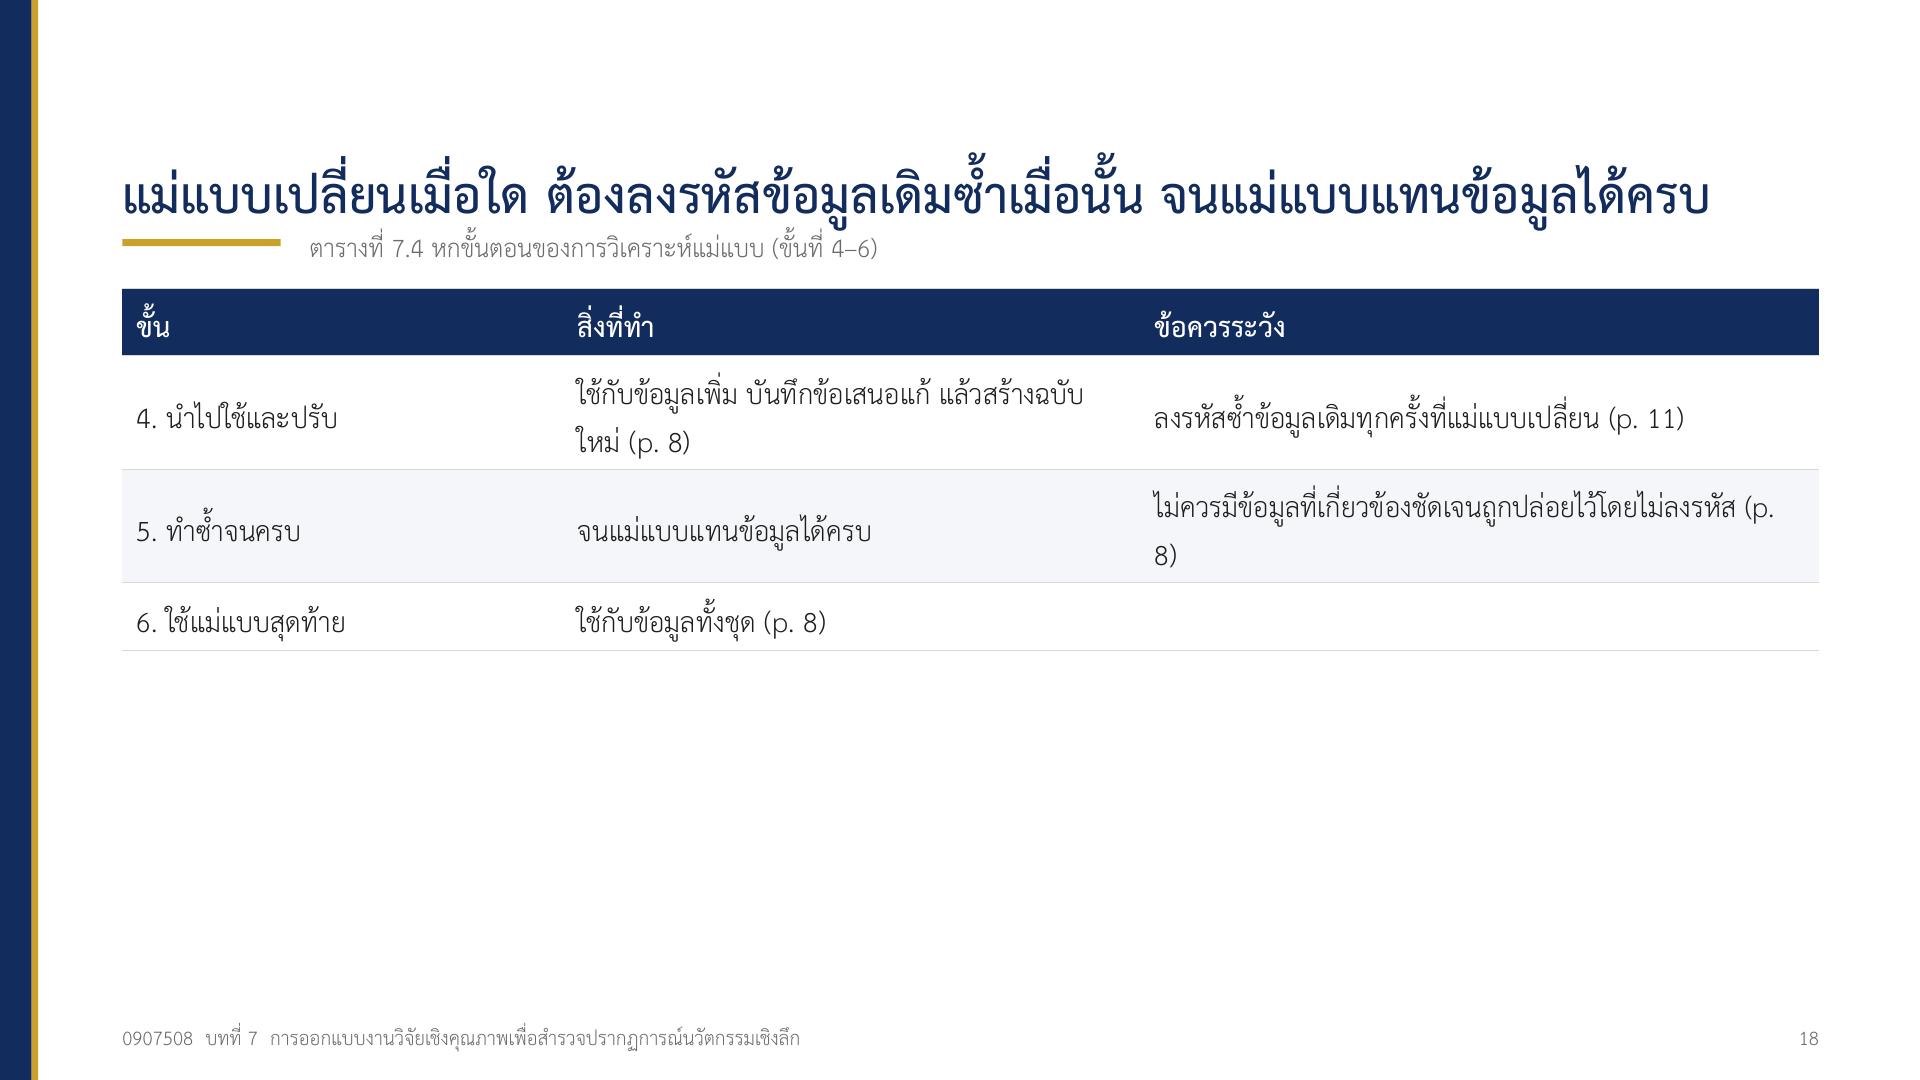 แม่แบบเปลี่ยนเมื่อใด ต้องลงรหัสข้อมูลเดิมซ้ำเมื่อนั้น จนแม่แบบแทนข้อมูลได้ครบ
ตารางที่ 7.4 หกขั้นตอนของการวิเคราะห์แม่แบบ (ขั้นที่ 4–6)
ขั้น สิ่งที่ทำ ข้อควรระวัง
4. นำไปใช้และปรับ
ใช้กับข้อมูลเพิ่ม บันทึกข้อเสนอแก้ แล้วสร้างฉบับ
ใหม่ (p. 8)
ลงรหัสซ้ำข้อมูลเดิมทุกครั้งที่แม่แบบเปลี่ยน (p. 11)
5. ทำซ้ำจนครบ
จนแม่แบบแทนข้อมูลได้ครบ
ไม่ควรมีข้อมูลที่เกี่ยวข้องชัดเจนถูกปล่อยไว้โดยไม่ลงรหัส (p.
8)
6. ใช้แม่แบบสุดท้าย
ใช้กับข้อมูลทั้งชุด (p. 8)
0907508 บทที่ 7 การออกแบบงานวิจัยเชิงคุณภาพเพื่อสำรวจปรากฏการณ์นวัตกรรมเชิงลึก
18